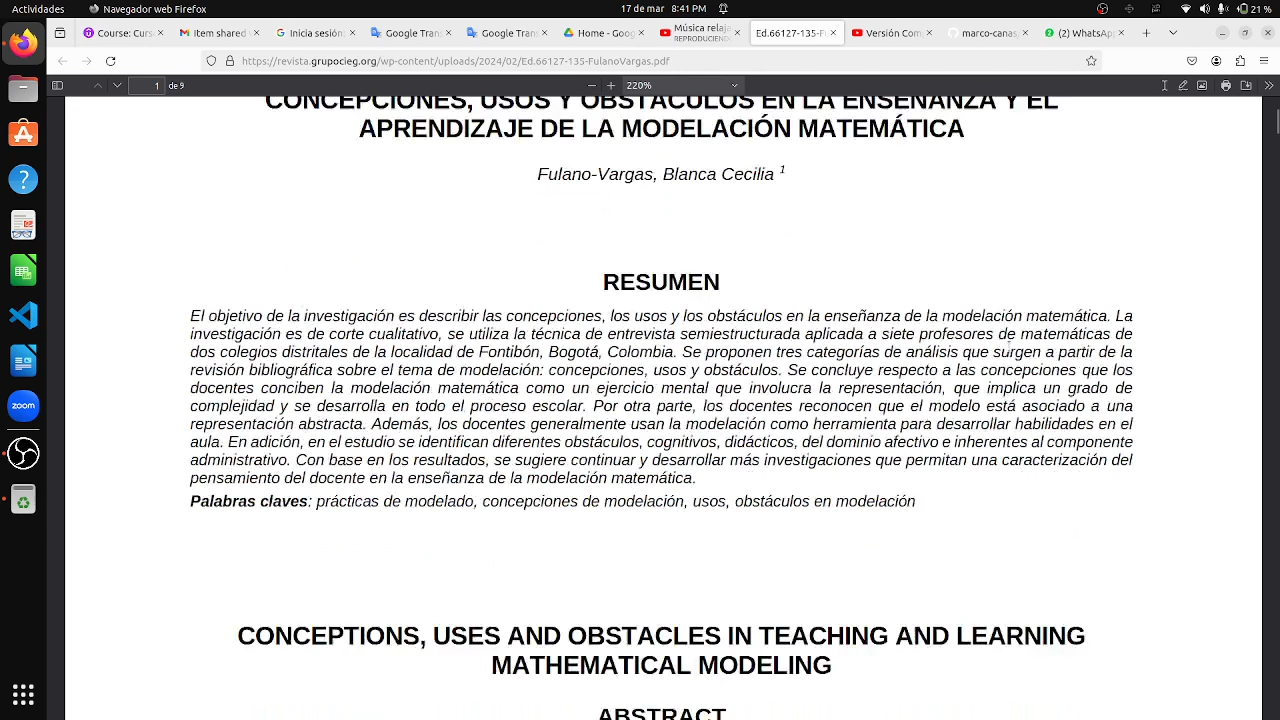 Actividades
Navegador web Firefox
17 de mar 8:41 PM
21 %
Course: Curs
Item shared
Inicia sesión:
Google Tran
Google Tran
Home - Goog
Música relaja
REPRODUCIEND
Ed.66127-135-Fu
Versión Com
marco-canas
(2) WhatsAp
https://revista.grupocieg.org/wp-content/uploads/2024/02/Ed.66127-135-FulanoVargas.pdf
1 de 9
220%
CONCEPCIONES, USOS Y OBSTÁCULOS EN LA ENSEÑANZA Y EL
APRENDIZAJE DE LA MODELACIÓN MATEMÁTICA
Fulano-Vargas, Blanca Cecilia 1
RESUMEN
El objetivo de la investigación es describir las concepciones, los usos y los obstáculos en la enseñanza de la modelación matemática. La
investigación es de corte cualitativo, se utiliza la técnica de entrevista semiestructurada aplicada a siete profesores de matemáticas de
dos colegios distritales de la localidad de Fontibón, Bogotá, Colombia. Se proponen tres categorías de análisis que surgen a partir de la
revisión bibliográfica sobre el tema de modelación: concepciones, usos y obstáculos. Se concluye respecto a las concepciones que los
docentes conciben la modelación matemática como un ejercicio mental que involucra la representación, que implica un grado de
complejidad y se desarrolla en todo el proceso escolar. Por otra parte, los docentes reconocen que el modelo está asociado a una
representación abstracta. Además, los docentes generalmente usan la modelación como herramienta para desarrollar habilidades en el
aula. En adición, en el estudio se identifican diferentes obstáculos, cognitivos, didácticos, del dominio afectivo e inherentes al componente
administrativo. Con base en los resultados, se sugiere continuar y desarrollar más investigaciones que permitan una caracterización del
pensamiento del docente en la enseñanza de la modelación matemática.
Palabras claves: prácticas de modelado, concepciones de modelación, usos, obstáculos en modelación
CONCEPTIONS, USES AND OBSTACLES IN TEACHING AND LEARNING
MATHEMATICAL MODELING
ABSTRACT
zoom